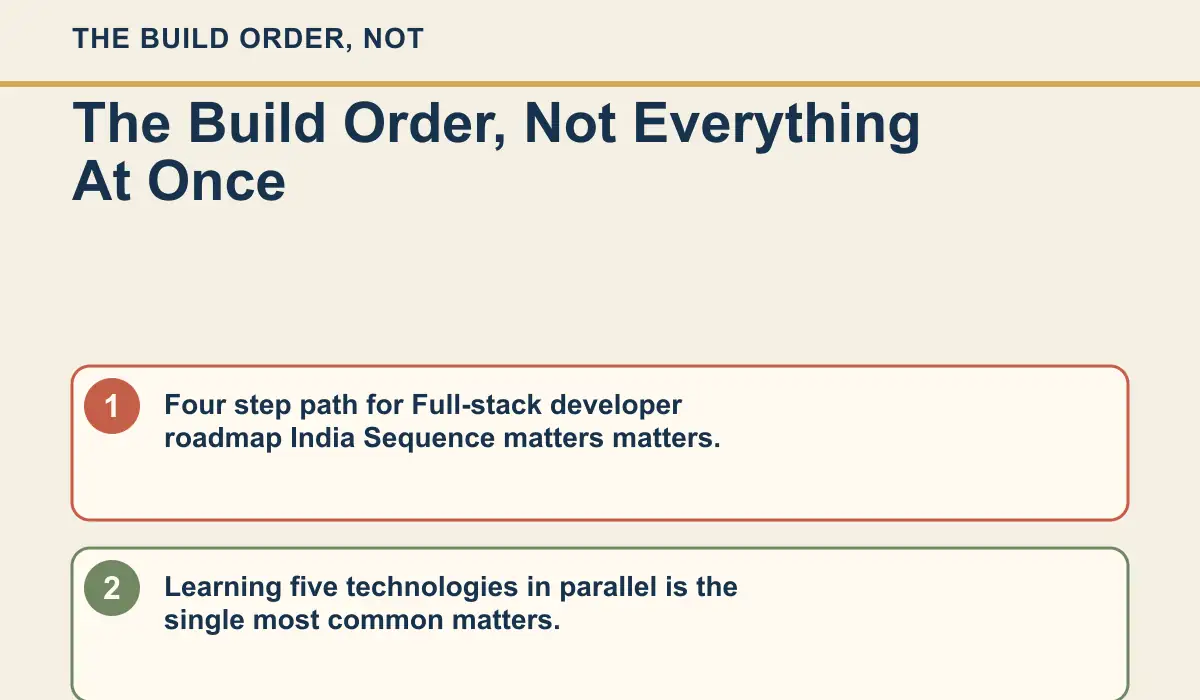 THE BUILD ORDER, NOT
The Build Order, Not Everything
At Once
1
Four step path for Full-stack developer
roadmap India Sequence matters matters.
2
Learning five technologies in parallel is the
single most common matters.